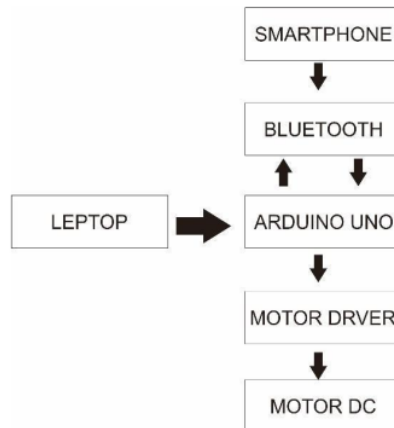 SMARTPHONE
BLUETOOTH
LEPTOP
ARDUINO UNO
MOTOR DRVER
MOTOR DC